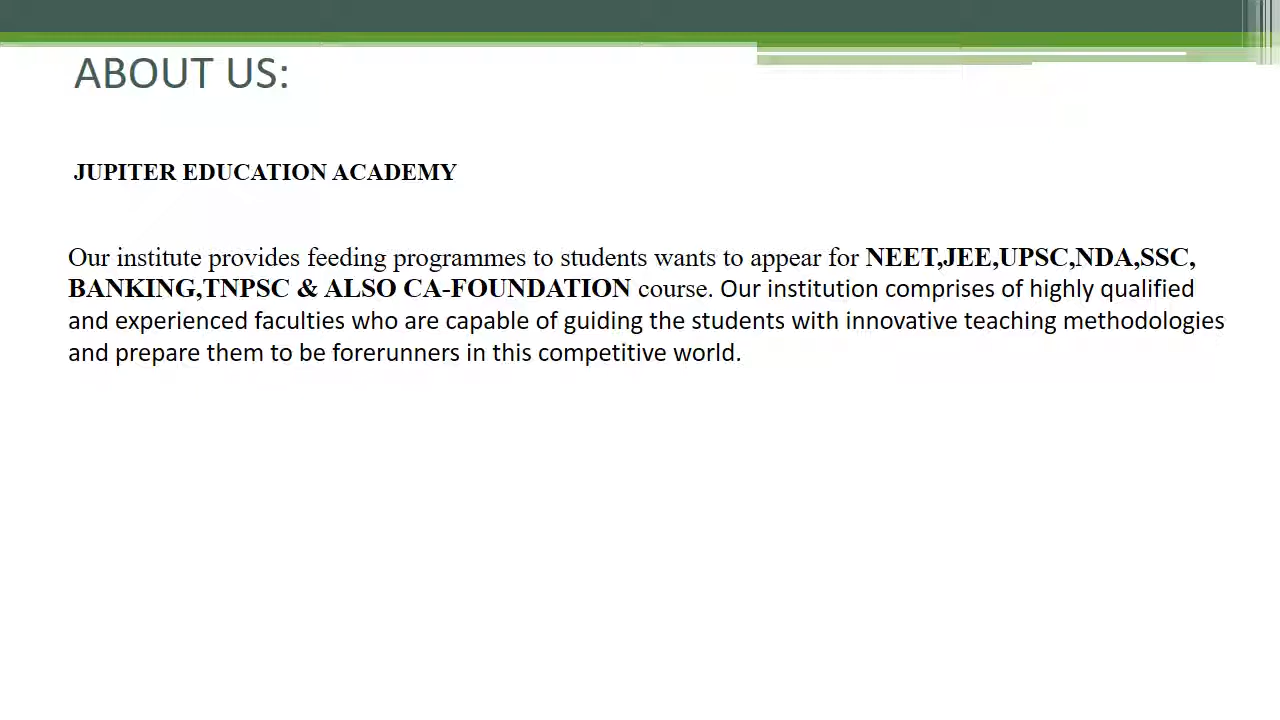 ABOUT US:
JUPITER EDUCATION ACADEMY
Our institute provides feeding programmes to students wants to appear for NEET,JEE,UPSC,NDA,SSC,
BANKING,TNPSC & ALSO CA-FOUNDATION course. Our institution comprises of highly qualified
and experienced faculties who are capable of guiding the students with innovative teaching methodologies
and prepare them to be forerunners in this competitive world.